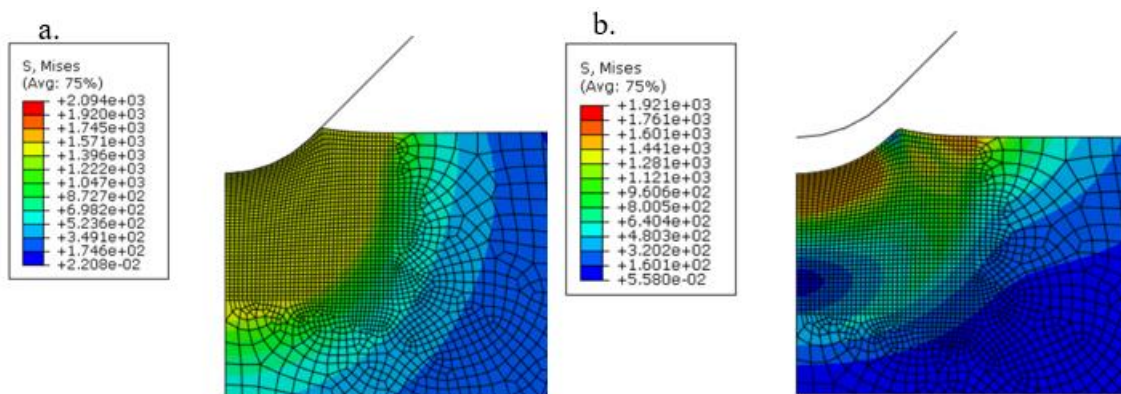 a.
S, Mises
(Avg: 75%)
+2.094e+03
+1.920e+03
+1.745e+03
+1.571e+03
+1.396e+03
+1.222e+03
+1.047e+03
+8.727e+02
+6.982e+02
+5.236e+02
+3.491e+02
+1.746e+02
+2.208e-02
b.
S, Mises
(Avg: 75%)
+1.921e+03
+1.761e+03
+1.601e+03
+1.441e+03
+1.281e+03
+1.121e+03
+9.606e+02
+8.005e+02
+6.404e+02
+4.803e+02
+3.202e+02
+1.601e+02
+5.580e-02